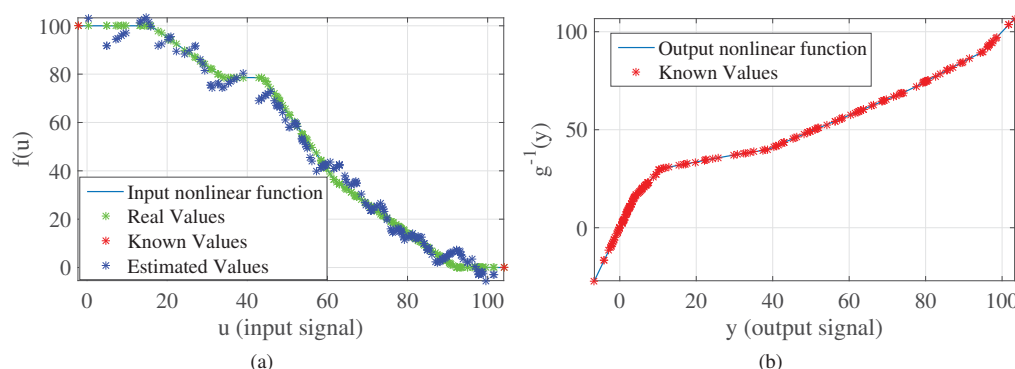 100
80
60
40
20
0
f(u)
Input nonlinear function
Real Values
Known Values
Estimated Values
0 20 40 60 80 100
u (input signal)
(a)
100
50
0
g-1(y)
Output nonlinear function
Known Values
0 20 40 60 80 100
y (output signal)
(b)